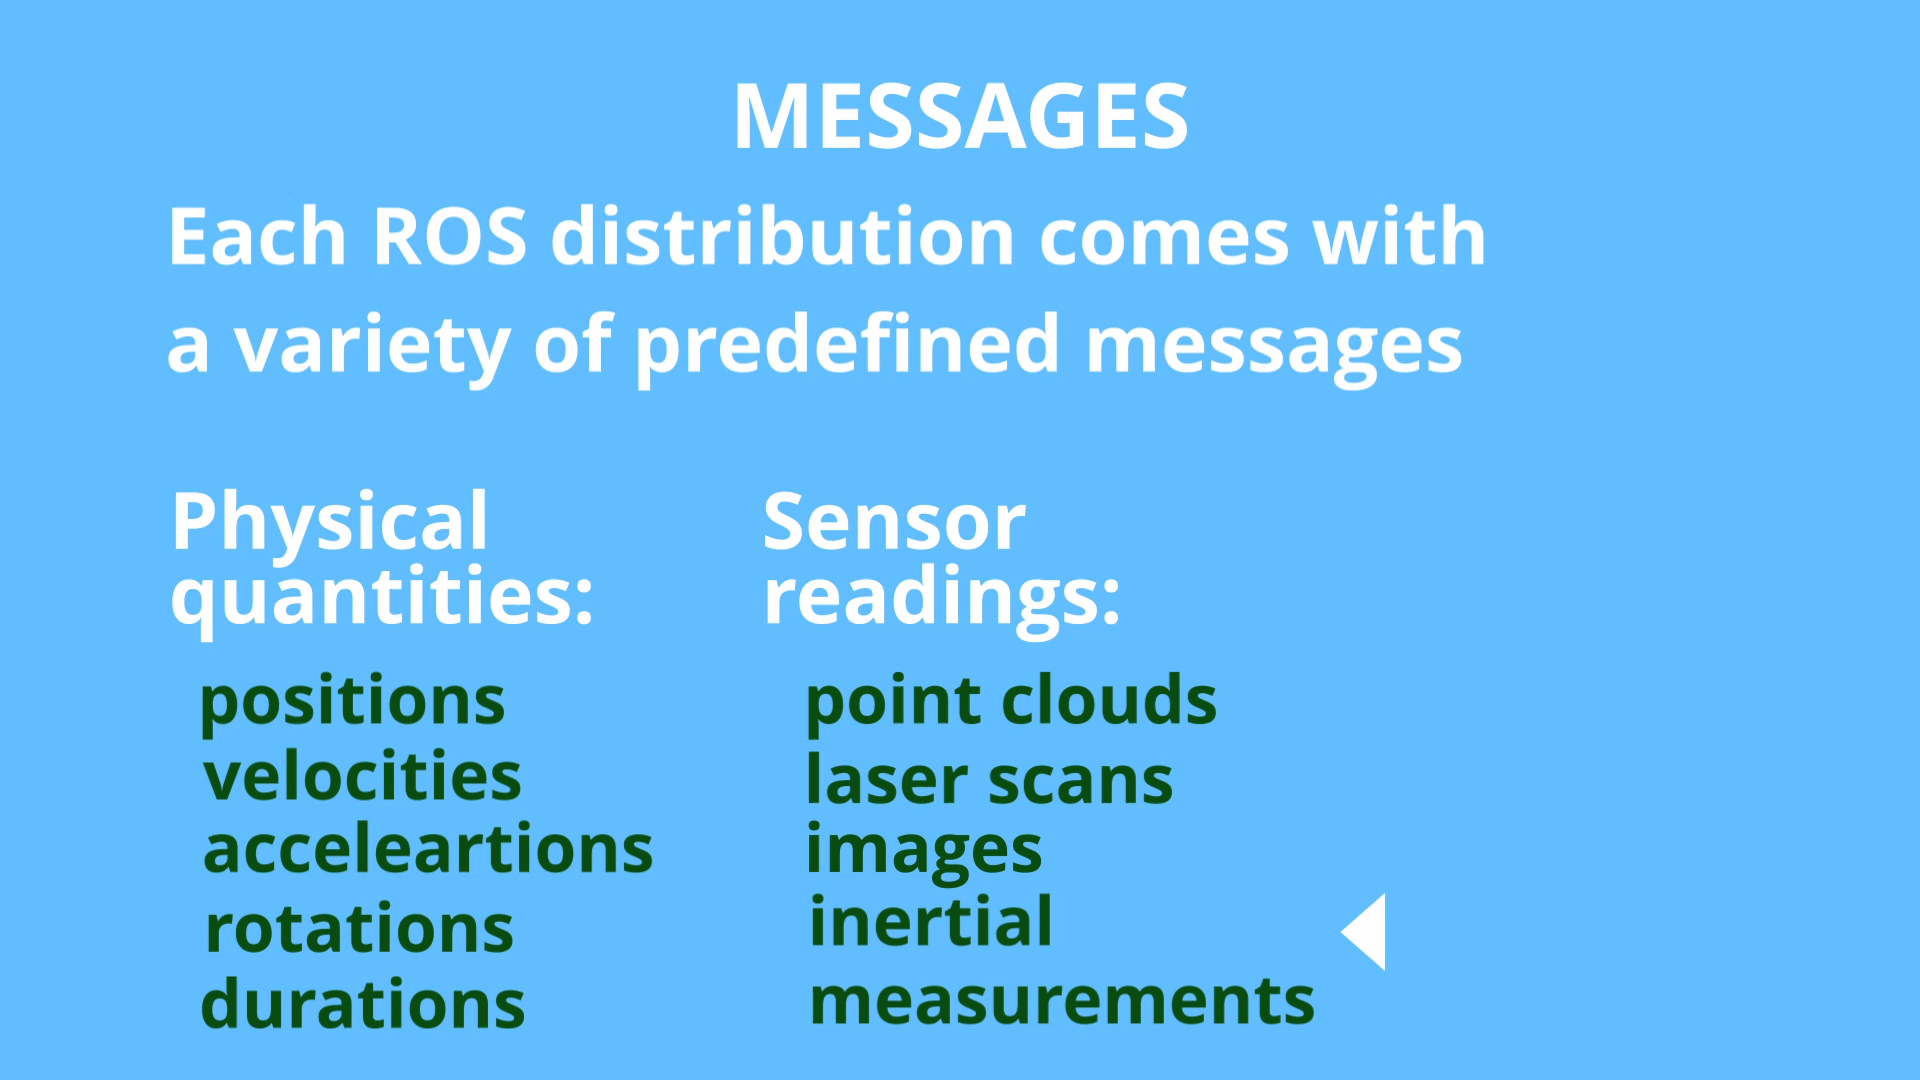 MESSAGES
Each ROS distribution comes with
a variety of predefined messages
Physical
quantities:
positions
velocities
acceleartions
rotations
durations
Sensor
readings:
point clouds
laser scans
images
inertial
measurements